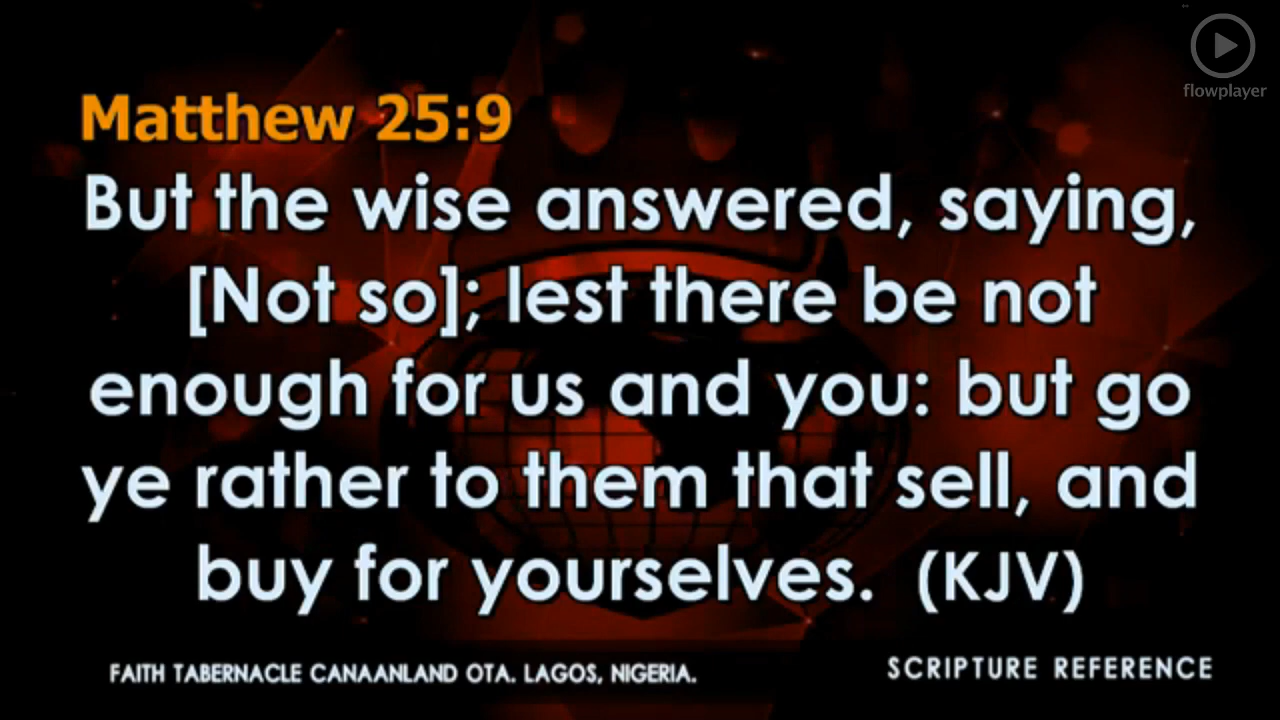 flowplayer
Matthew 25:9
But the wise answered, saying,
[Not so]; lest there be not
enough for us and you: but go
ye rather to them that sell, and
buy for yourselves. (KJV)
FAITH TABERNACLE CANAANLAND OTA. LAGOS, NIGERIA.
SCRIPTURE REFERENCE